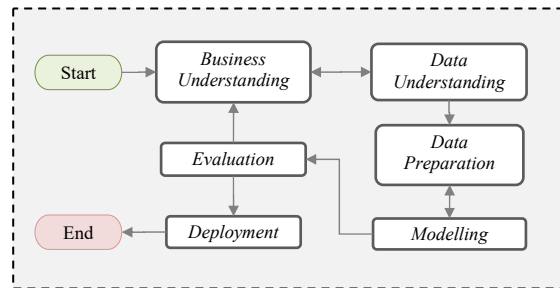 Start
Business
Understanding
Data
Understanding
Data
Preparation
Evaluation
Modelling
Deployment
End